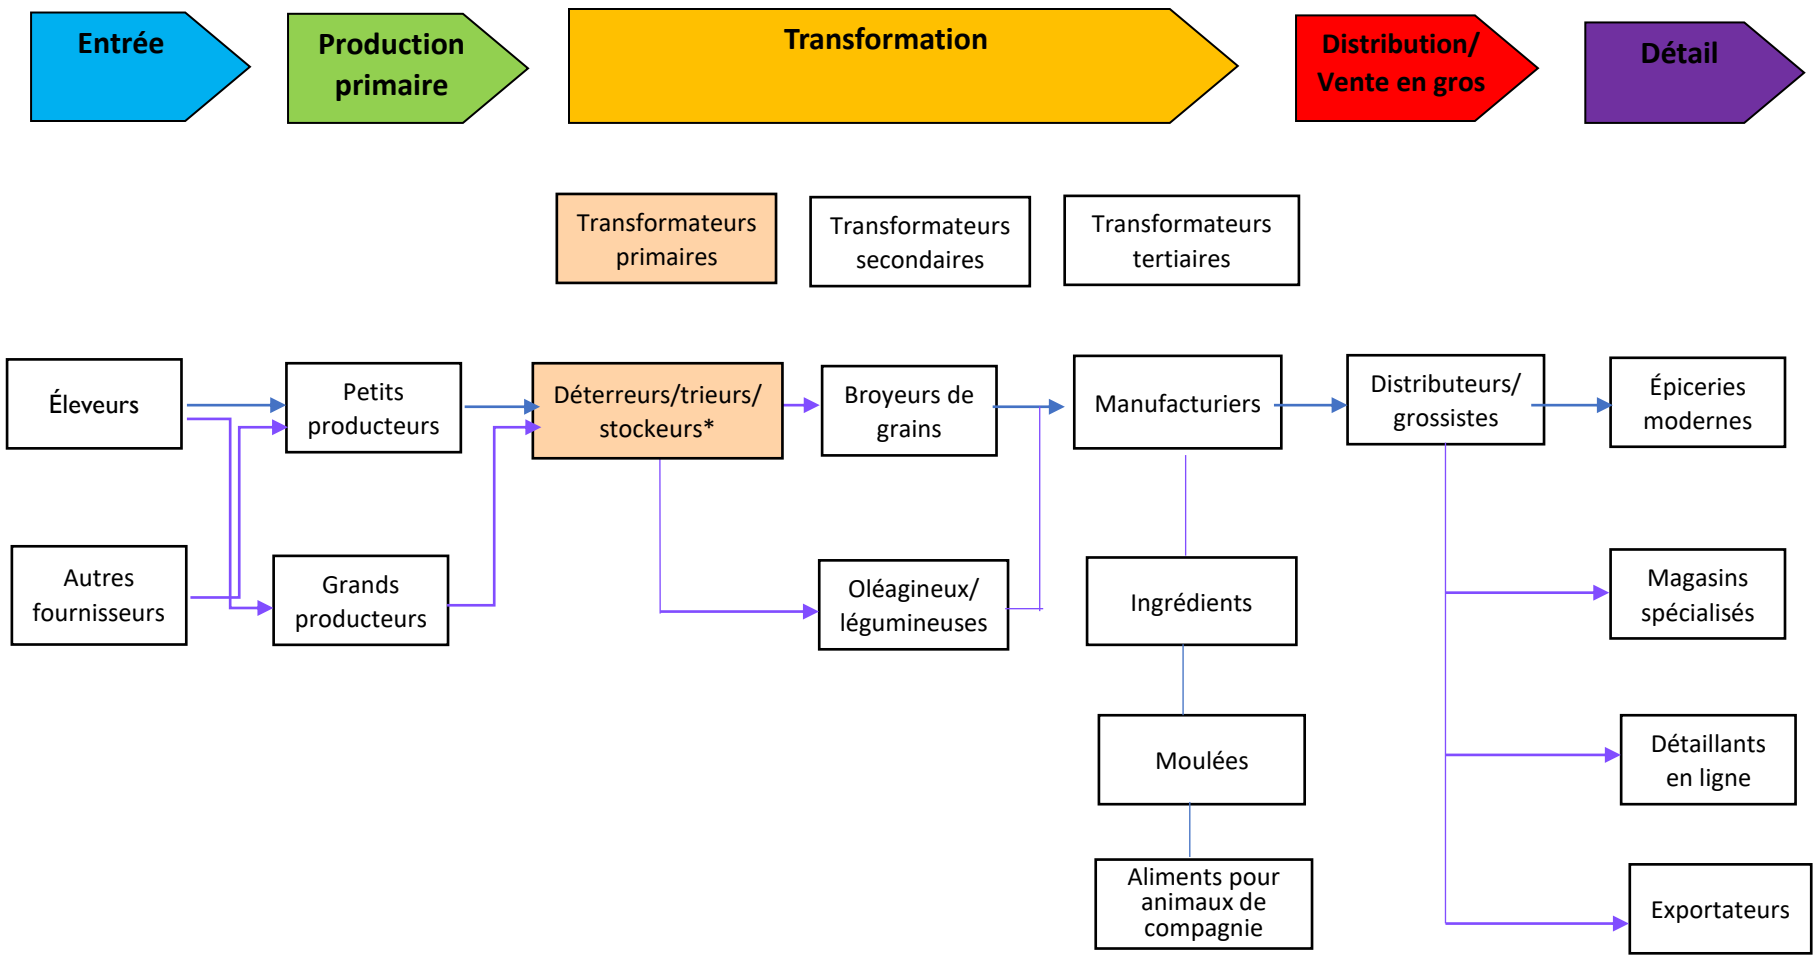 Entrée
Production
primaire
Transformation
Distribution/
Vente en gros
Détail
Transformateurs
primaires
Transformateurs
secondaires
Transformateurs
tertiaires
Éleveurs
Petits
producteurs
Déterreurs/trieurs/
stockeurs*
Broyeurs de
grains
Manufacturiers
Distributeurs/
grossistes
Épiceries
modernes
Autres
fournisseurs
Grands
producteurs
Oléagineux/
légumineuses
Ingrédients
Magasins
spécialisés
Moulées
Détaillants
en ligne
Aliments pour
animaux de
compagnie
Exportateurs